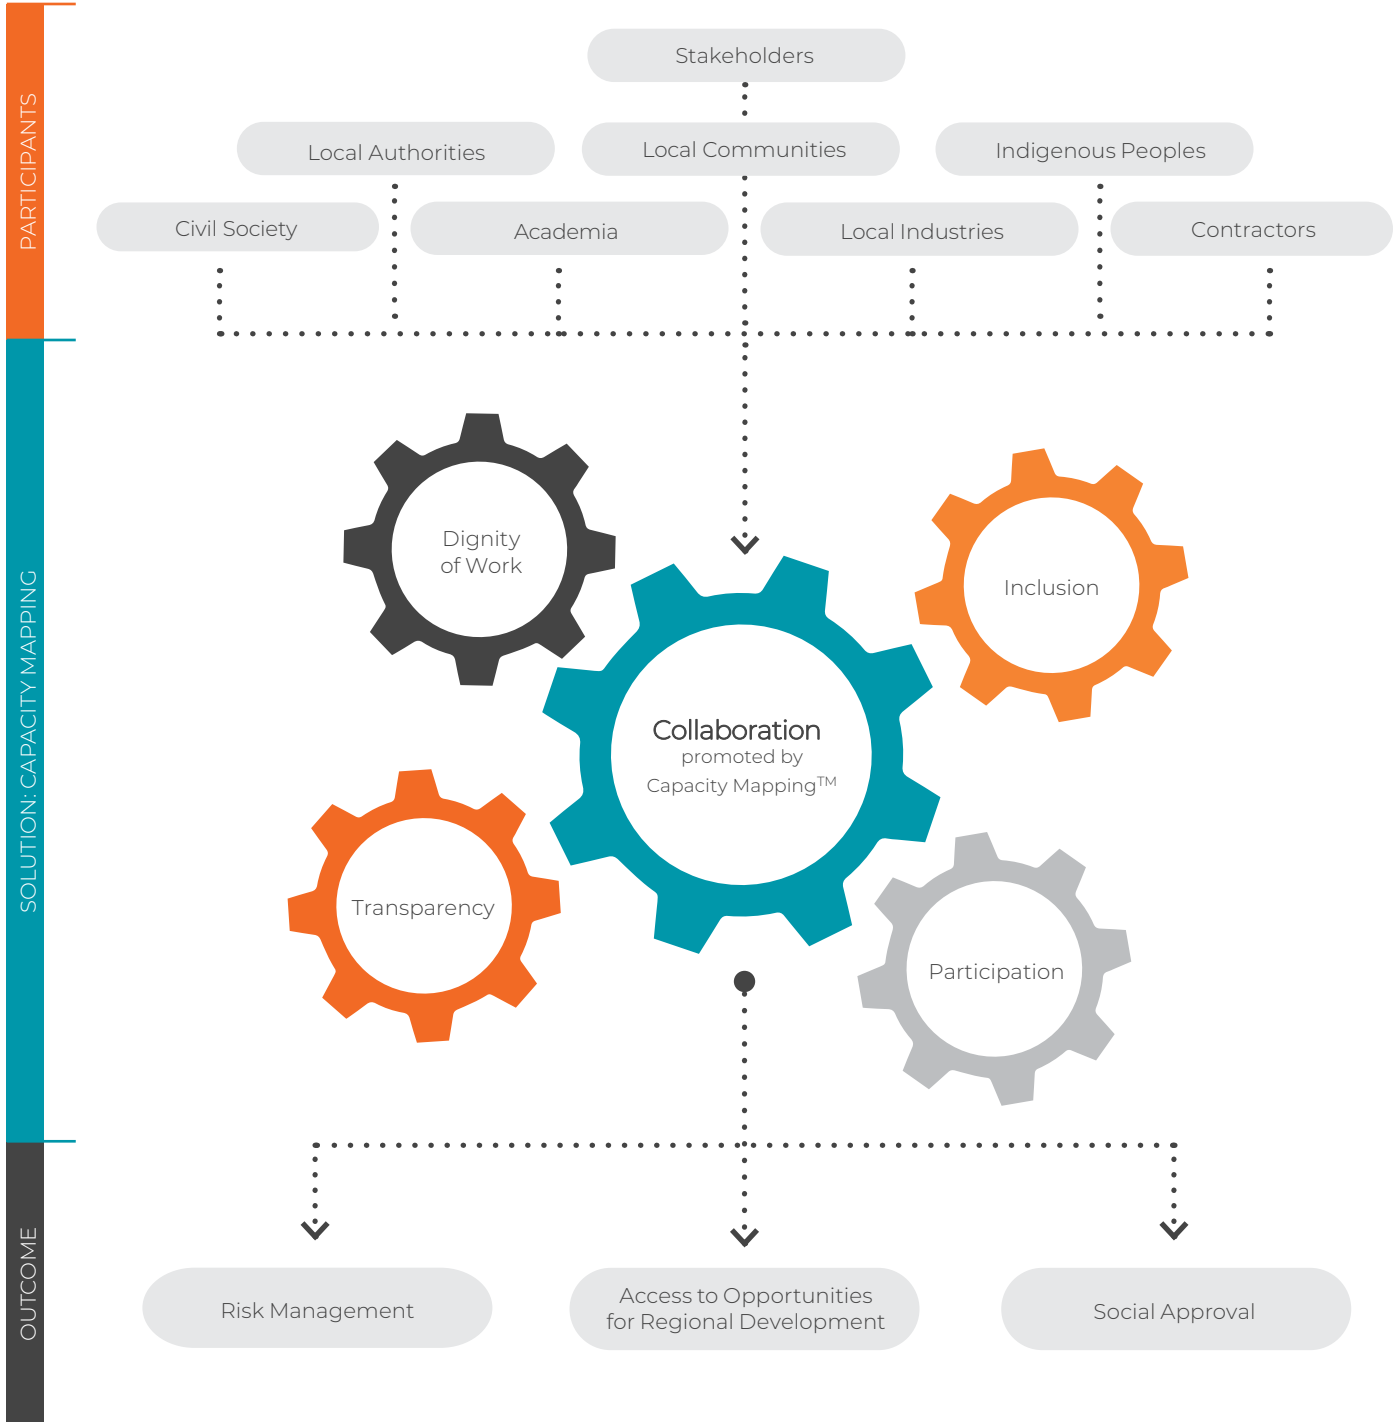 PARTICIPANTS
Stakeholders
Local Authorities
Local Communities
Indigenous Peoples
Civil Society
Academia
Local Industries
Contractors
SOLUTION: CAPACITY MAPPING
Dignity
of Work
Inclusion
Collaboration
promoted by
Capacity Mapping™
Transparency
Participation
OUTCOME
Risk Management
Access to Opportunities
for Regional Development
Social Approval